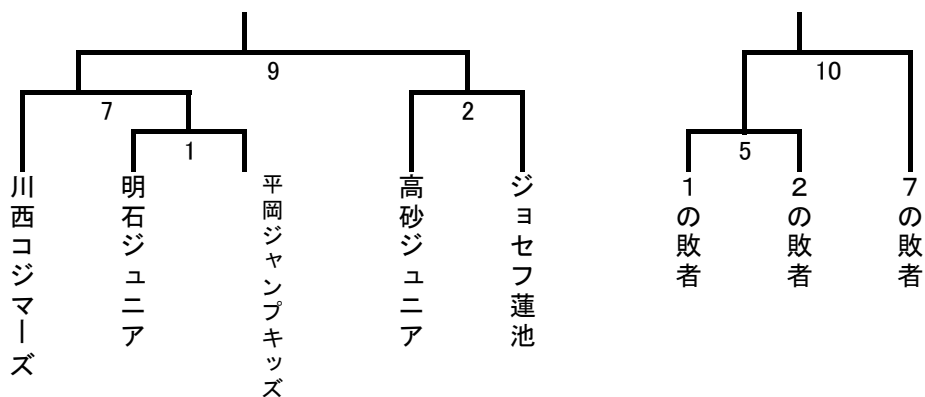 9
10
7
2
1
5
川西コジマーズ
明石ジュニア
平岡ジャンプキッズ
高砂ジュニア
ジョセフ蓮池
1の敗者
2の敗者
7の敗者